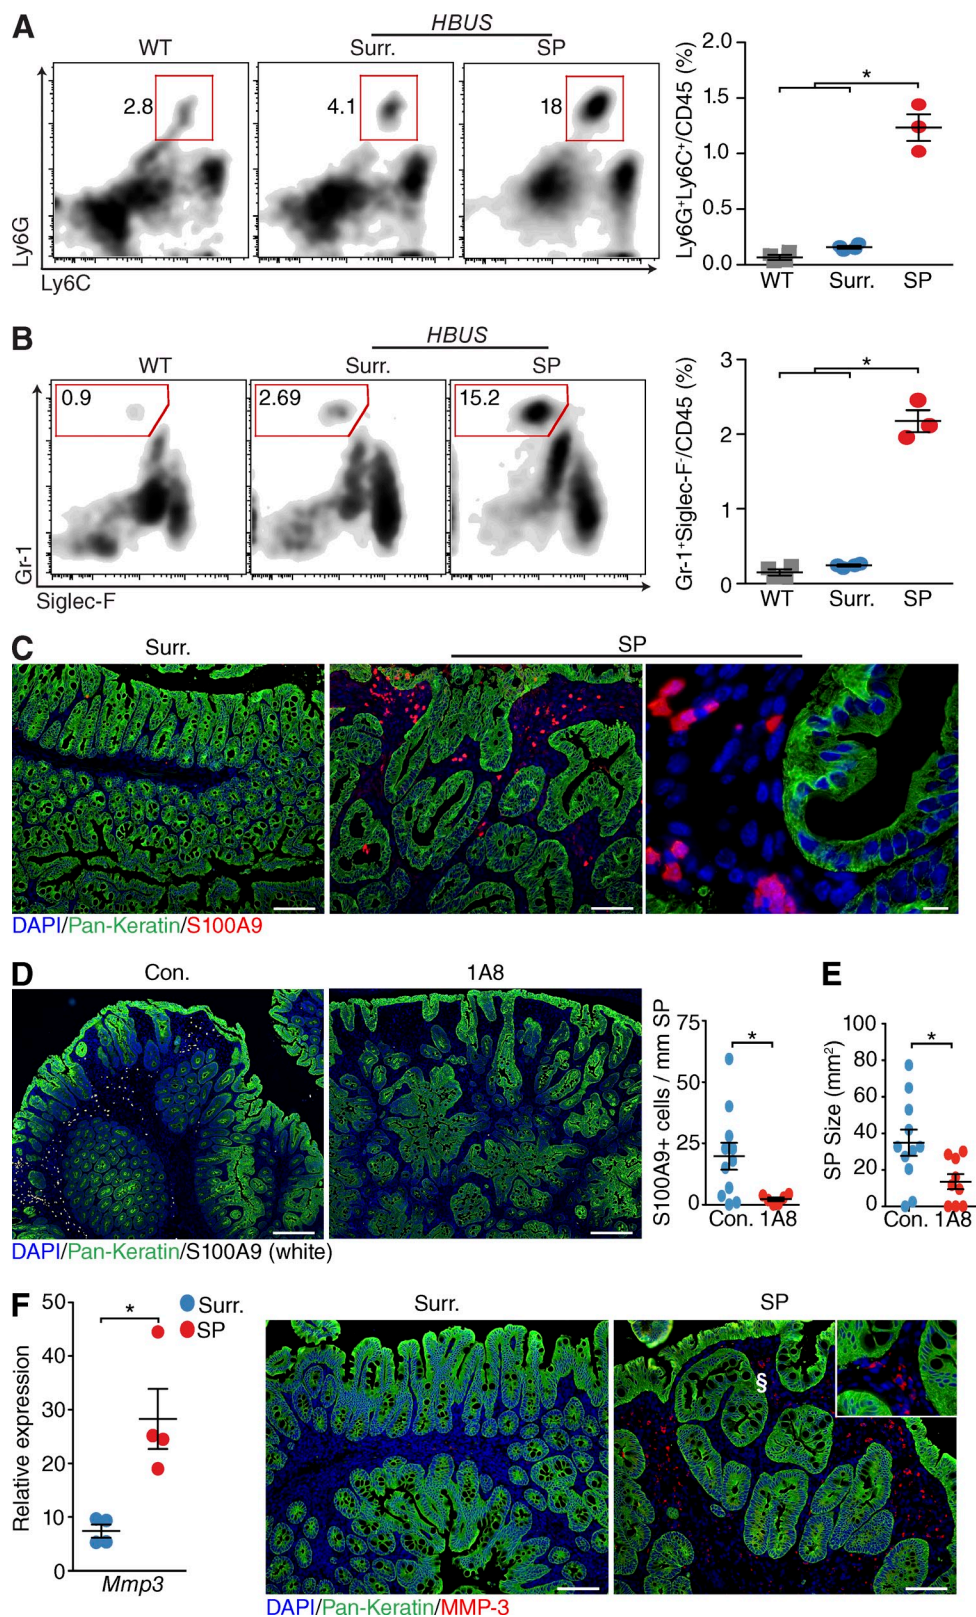 A
HBUS
WT
Surr.
SP
2.8
4.1
18
Ly6G
Ly6C
Ly6G+Ly6C+/CD45 (%)
2.0
1.5
1.0
0.5
0.0
*
WT
Surr.
SP
B
HBUS
WT
Surr.
SP
0.9
2.69
15.2
Gr-1
Siglec-F
Gr-1+Siglec-F-/CD45 (%)
3
2
1
0
*
WT
Surr.
SP
C
Surr.
SP
DAPI/Pan-Keratin/S100A9
D
Con.
1A8
DAPI/Pan-Keratin/S100A9 (white)
S100A9+ cells / mm SP
75
50
25
0
*
Con. 1A8
E
SP Size (mm²)
100
80
60
40
20
0
*
Con. 1A8
F
Relative expression
50
40
30
20
10
0
*
Surr.
SP
Mmp3
Surr.
SP
§
DAPI/Pan-Keratin/MMP-3